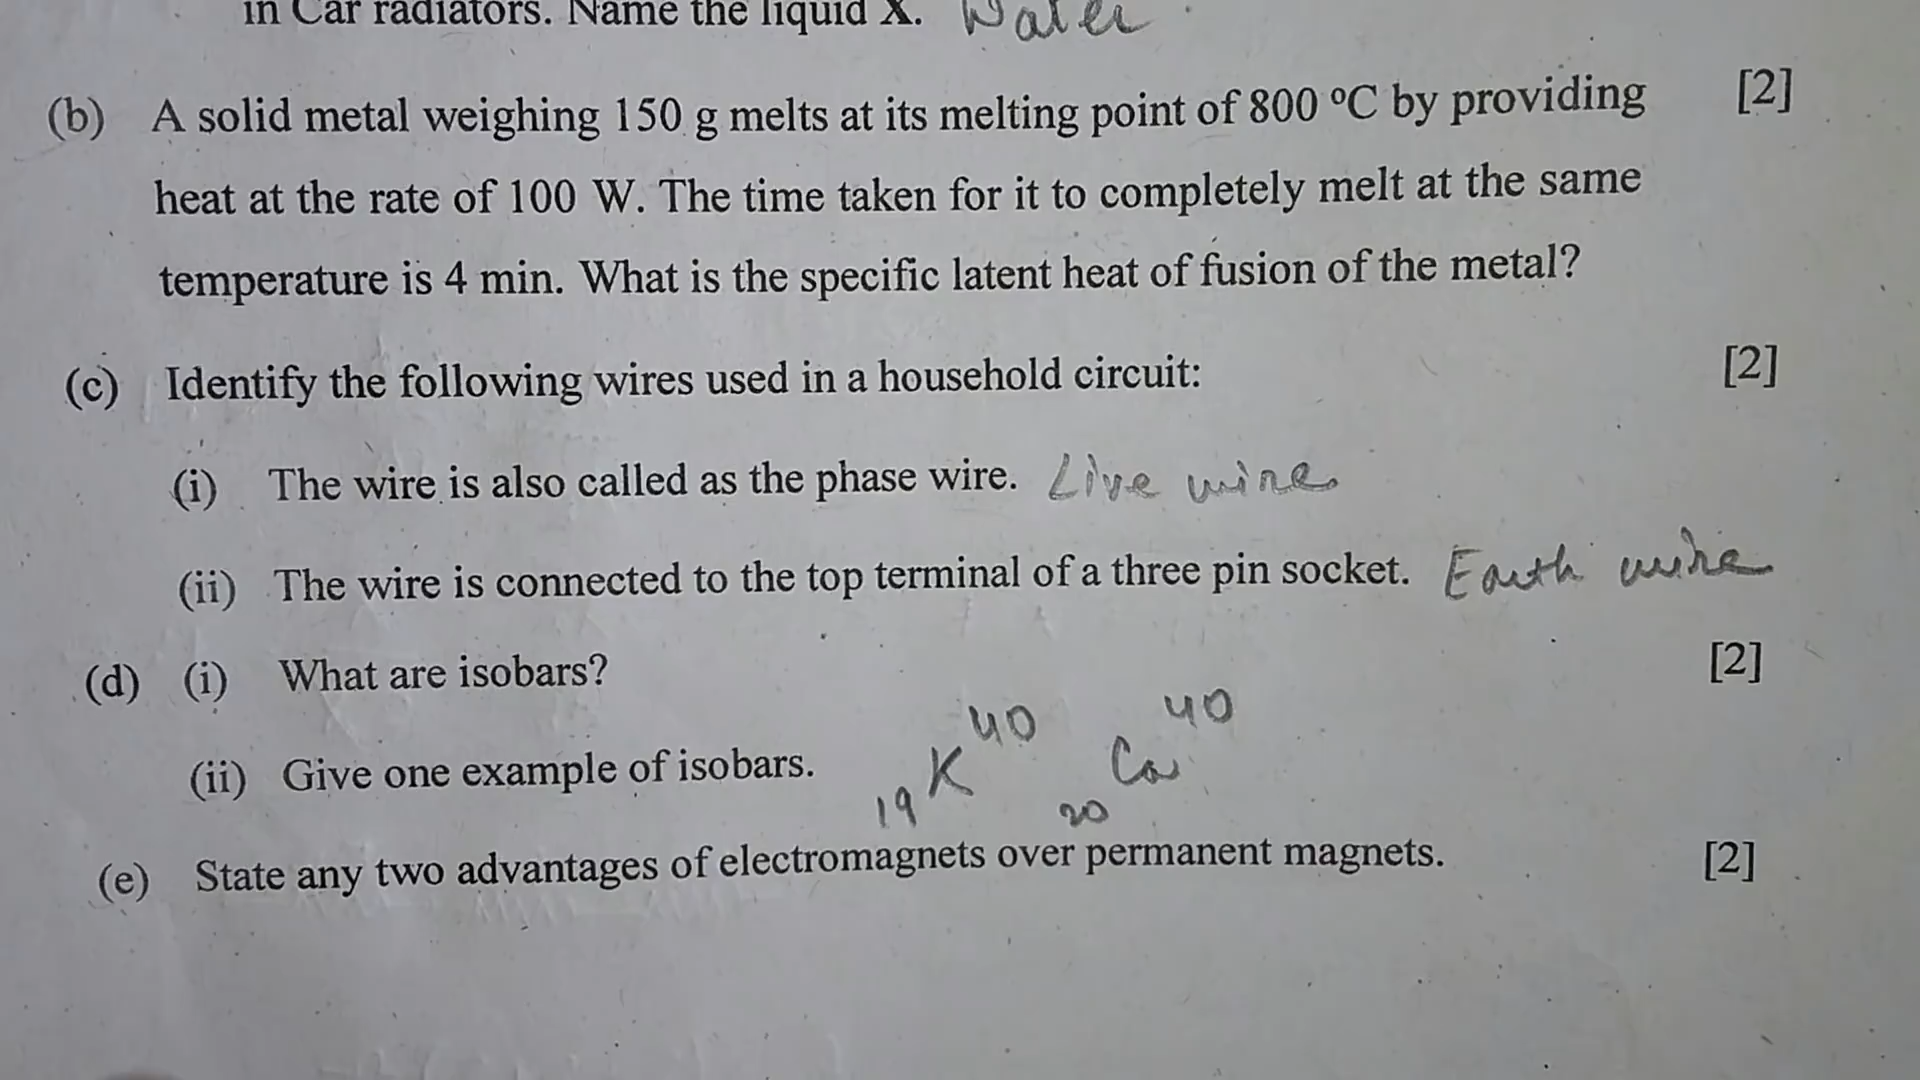 in Car radiators. Name the liquid X. Water
(b) A solid metal weighing 150 g melts at its melting point of 800 °C by providing [2]
heat at the rate of 100 W. The time taken for it to completely melt at the same
temperature is 4 min. What is the specific latent heat of fusion of the metal?
(c) Identify the following wires used in a household circuit: [2]
(i) The wire is also called as the phase wire. Live wire
(ii) The wire is connected to the top terminal of a three pin socket. Earth wire
(d) (i) What are isobars? [2]
(ii) Give one example of isobars. ₁₉K⁴⁰ ₂₀Ca⁴⁰
(e) State any two advantages of electromagnets over permanent magnets. [2]